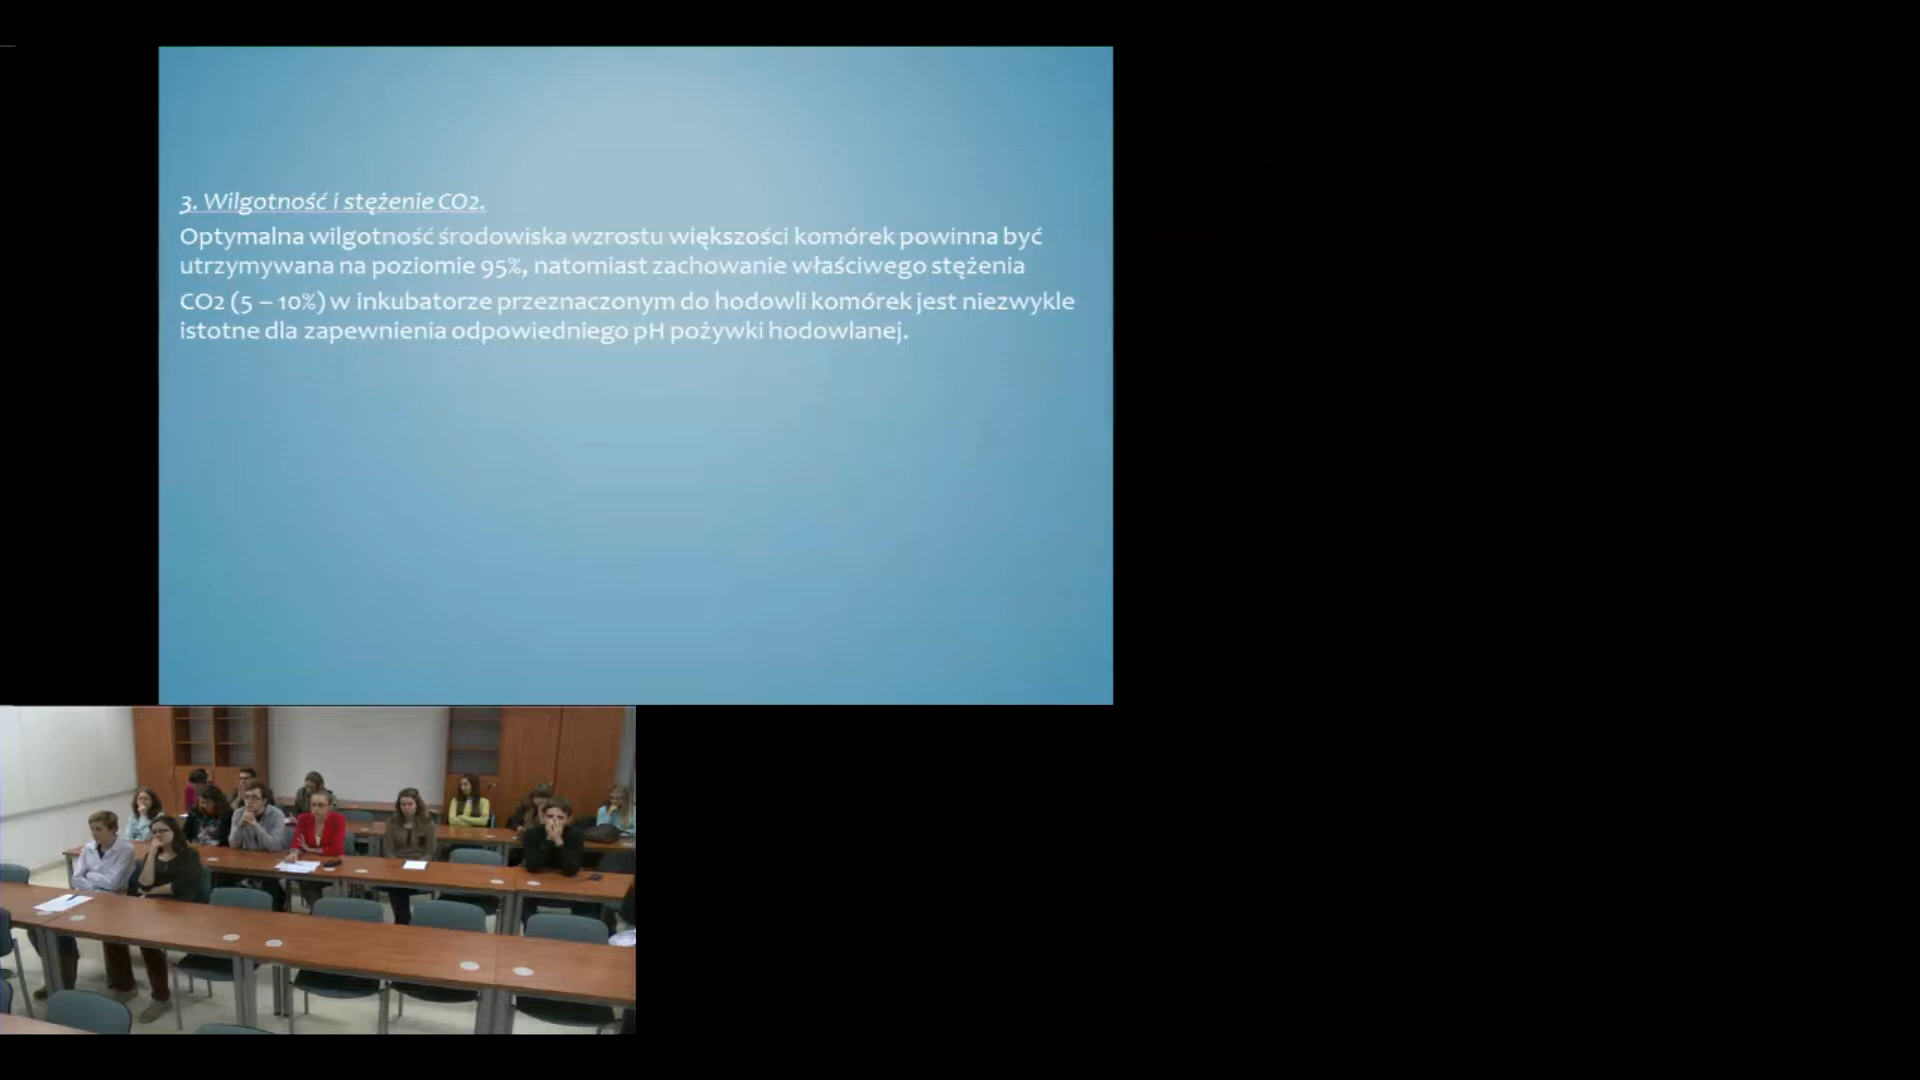 3. Wilgotność i stężenie CO2.
Optymalna wilgotność środowiska wzrostu większości komórek powinna być
utrzymywana na poziomie 95%, natomiast zachowanie właściwego stężenia
CO2 (5 – 10%) w inkubatorze przeznaczonym do hodowli komórek jest niezwykle
istotne dla zapewnienia odpowiedniego pH pożywki hodowlanej.